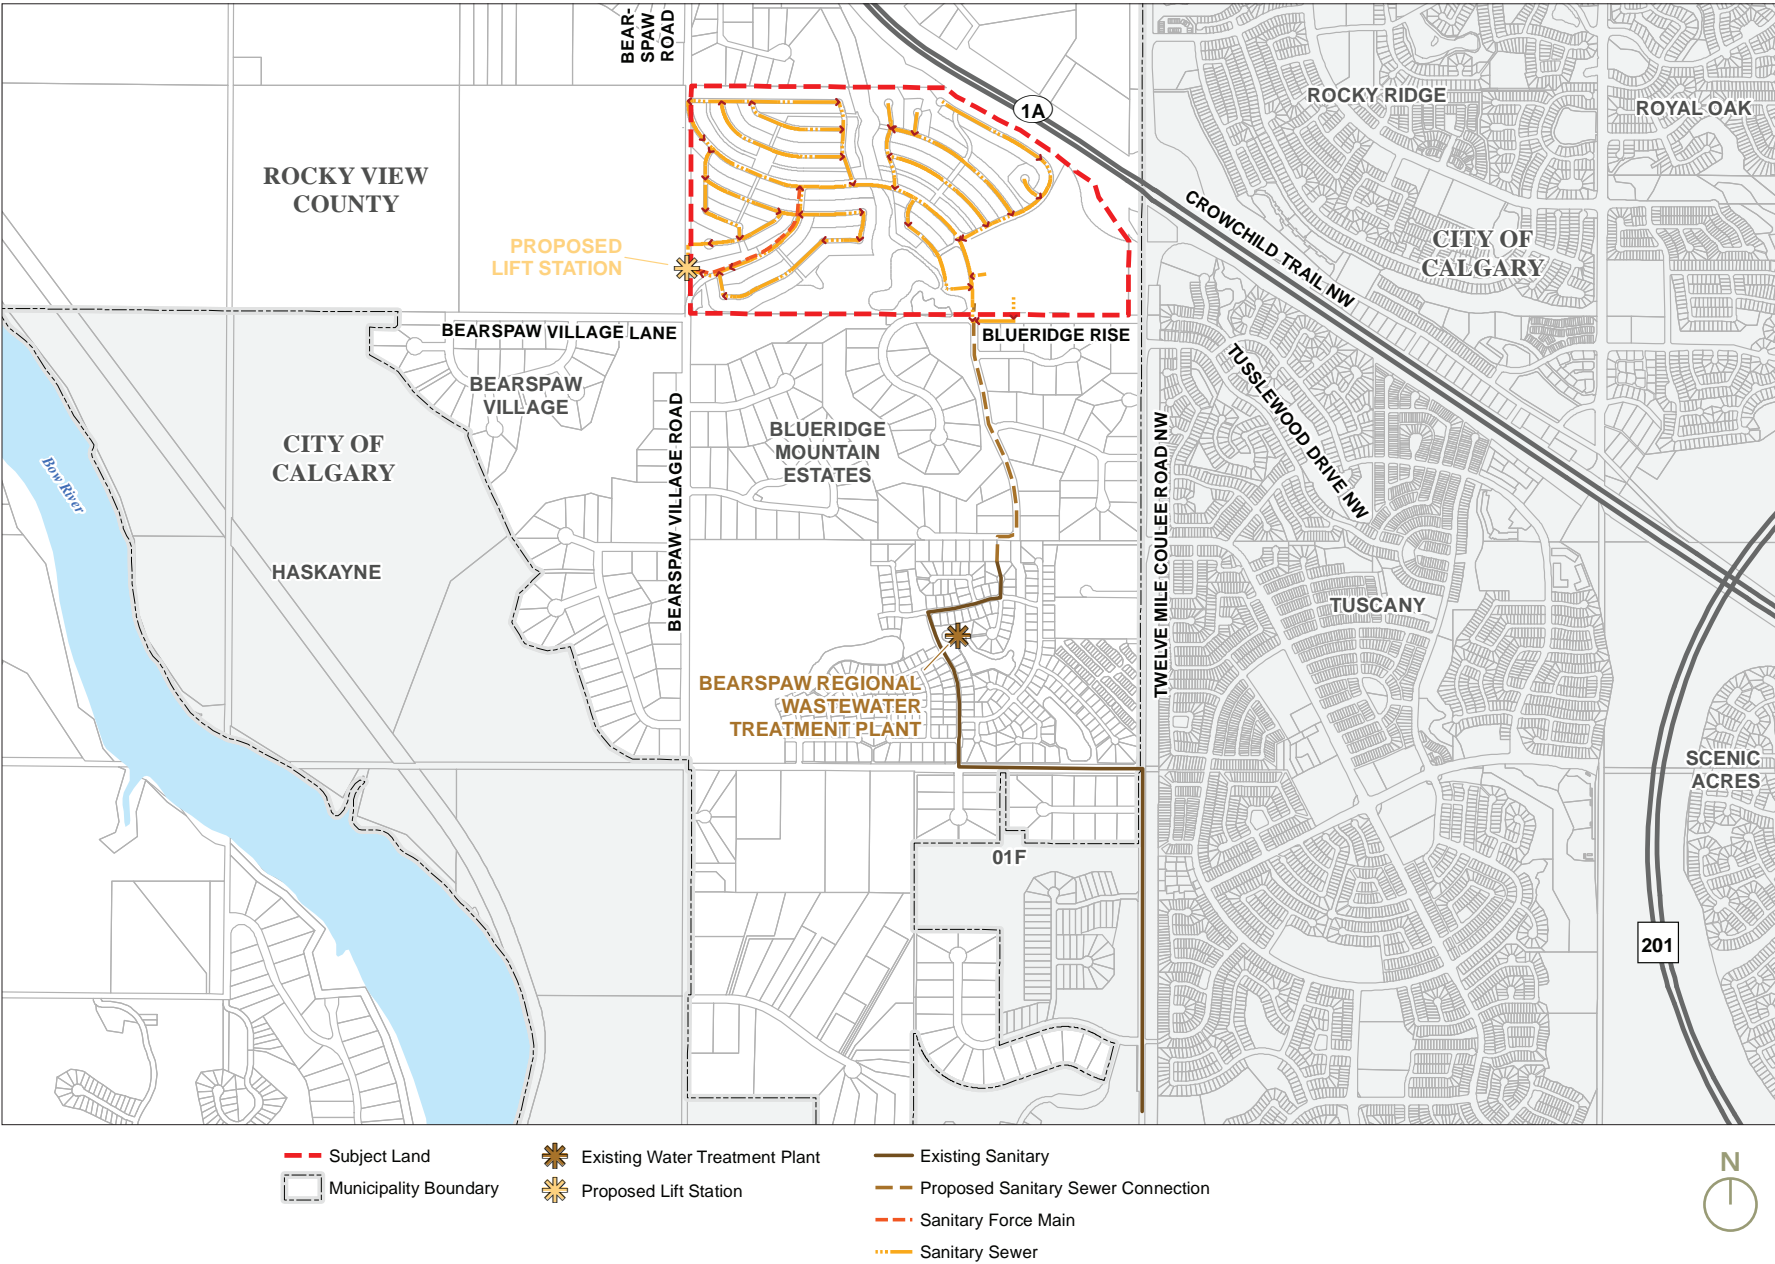 BEAR-
SPAW
ROAD
1A
ROCKY RIDGE
ROYAL OAK
ROCKY VIEW
COUNTY
CROWCHILD TRAIL NW
CITY OF
CALGARY
PROPOSED
LIFT STATION
BEARSPAW VILLAGE LANE
BLUERIDGE RISE
TUSSLEWOOD DRIVE NW
BEARSPAW
VILLAGE
BEARSPAW VILLAGE ROAD
BLUERIDGE
MOUNTAIN
ESTATES
TWELVE MILE COULEE ROAD NW
CITY OF
CALGARY
Bow River
HASKAYNE
TUSCANY
BEARSPAW REGIONAL
WASTEWATER
TREATMENT PLANT
SCENIC
ACRES
01F
201
Subject Land
Municipality Boundary
Existing Water Treatment Plant
Proposed Lift Station
Existing Sanitary
Proposed Sanitary Sewer Connection
Sanitary Force Main
Sanitary Sewer
N